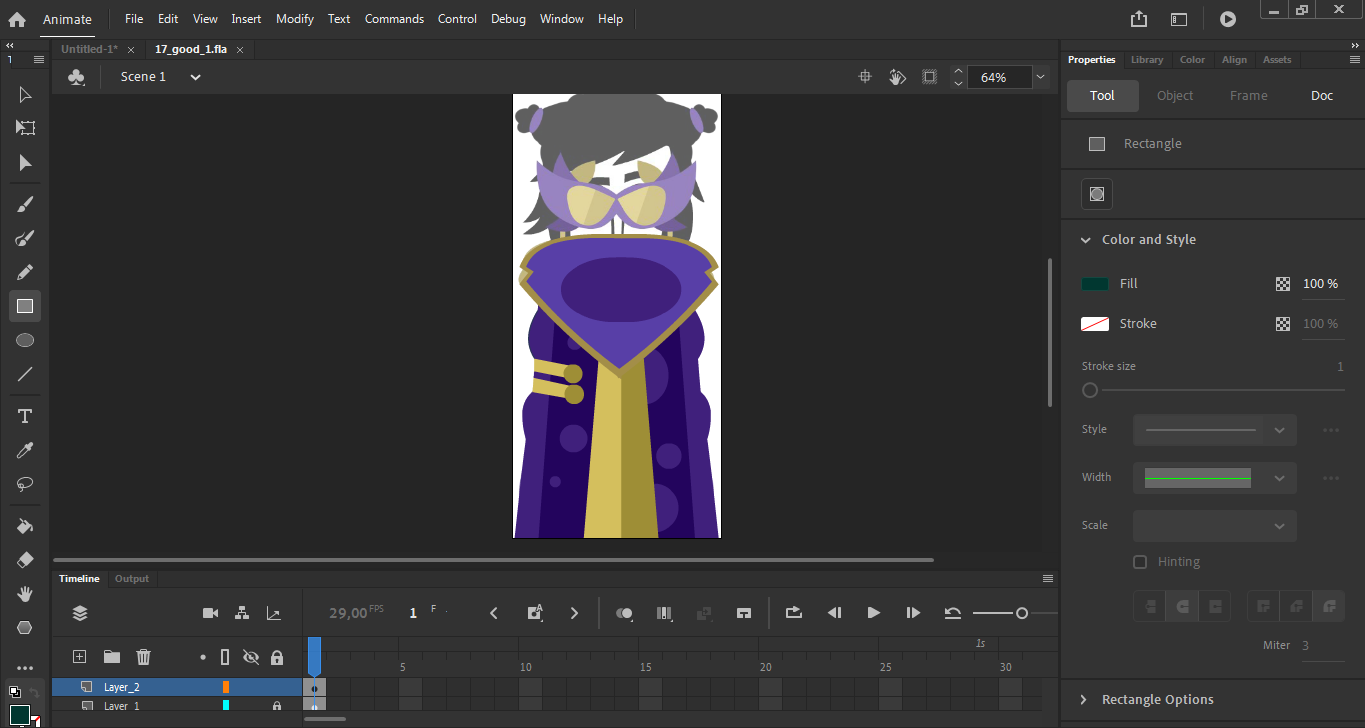 Animate File Edit View Insert Modify Text Commands Control Debug Window Help
Untitled-1* × 17_good_1.fla ×
1
Scene 1 64%
Properties Library Color Align Assets
Tool Object Frame Doc
Rectangle
Color and Style
Fill 100 %
Stroke 100 %
Stroke size 1
Style
Width
Scale
Hinting
Miter 3
Rectangle Options
T
Timeline Output
29,00 FPS 1 F A
1s
5 10 15 20 25 30
Layer_2
Layer_1